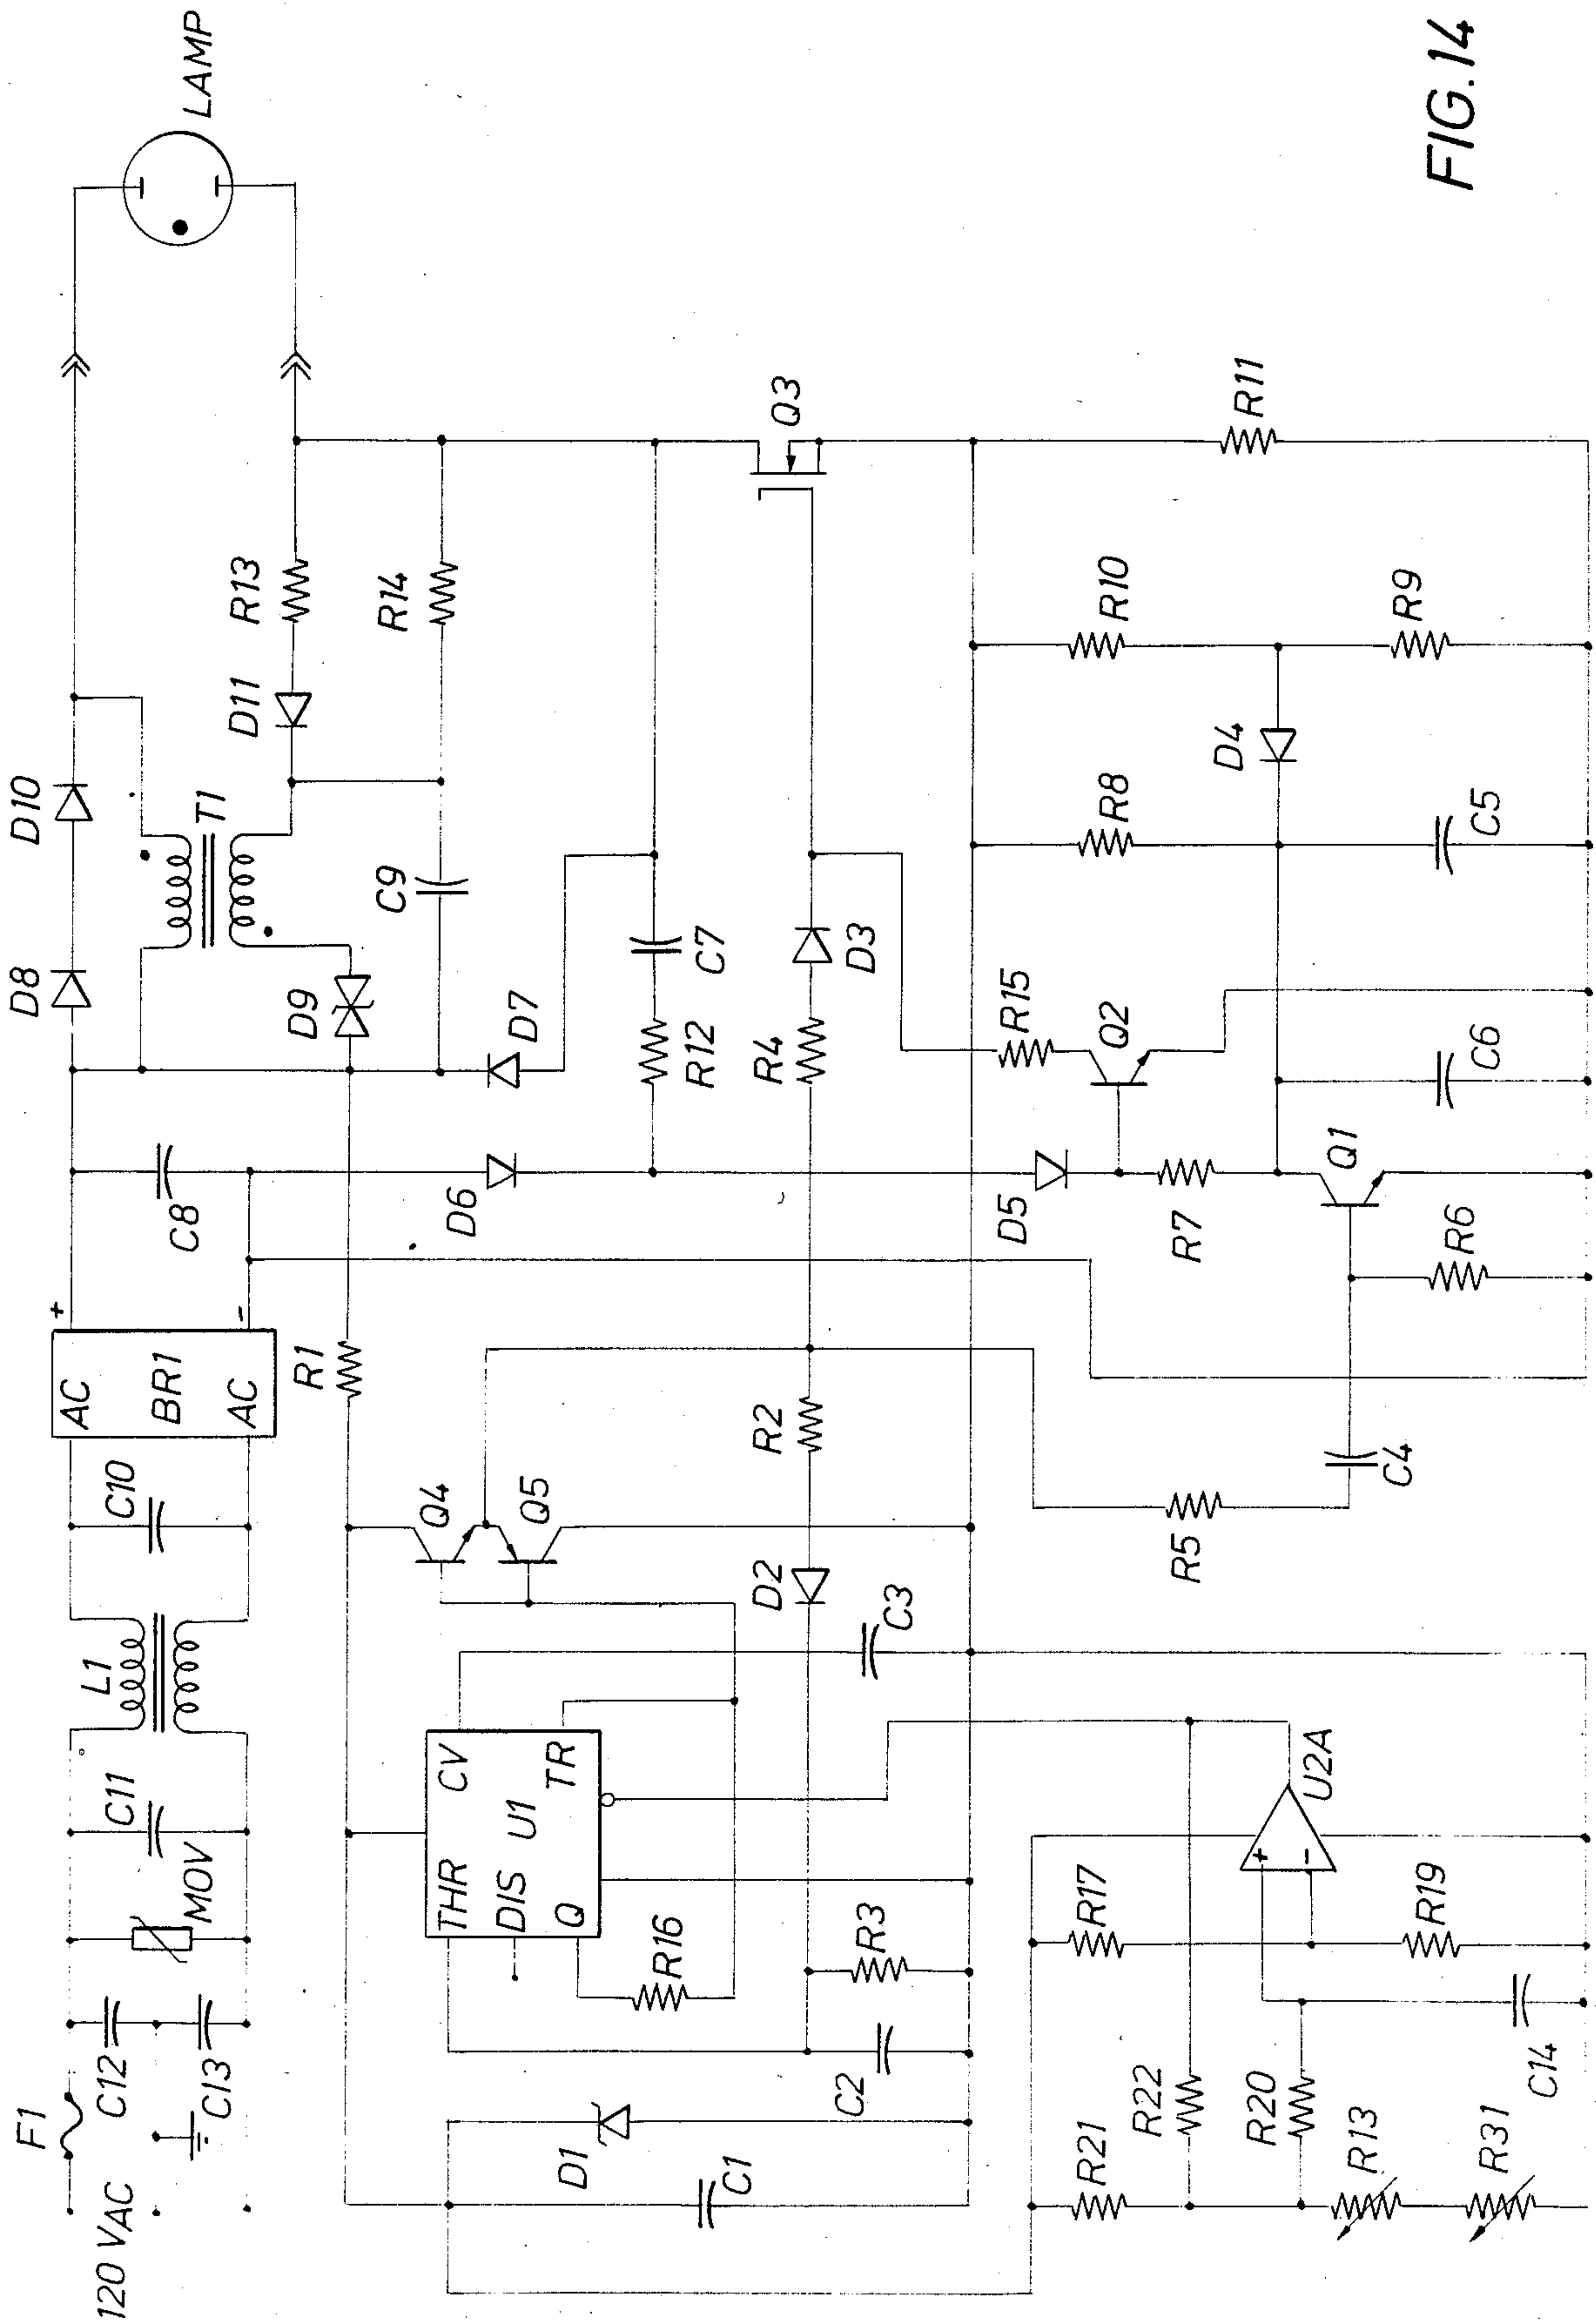 120 VAC
F1
C12
C13
MOV
C11
L1
C10
AC
BR1
AC
+
-
C8
D8
D10
T1
LAMP
D9
D11
R13
R14
C9
D7
R1
D6
C7
R12
Q3
Q4
Q5
D1
C1
THR
CV
DIS
U1
Q
TR
R16
C2
R3
C3
D2
R2
R4
D3
R15
Q2
D5
R7
R8
R10
R11
D4
R9
C5
C6
Q1
R6
C4
R5
R21
R22
R20
R13
R31
R17
R19
+
-
U2A
C14
FIG.14